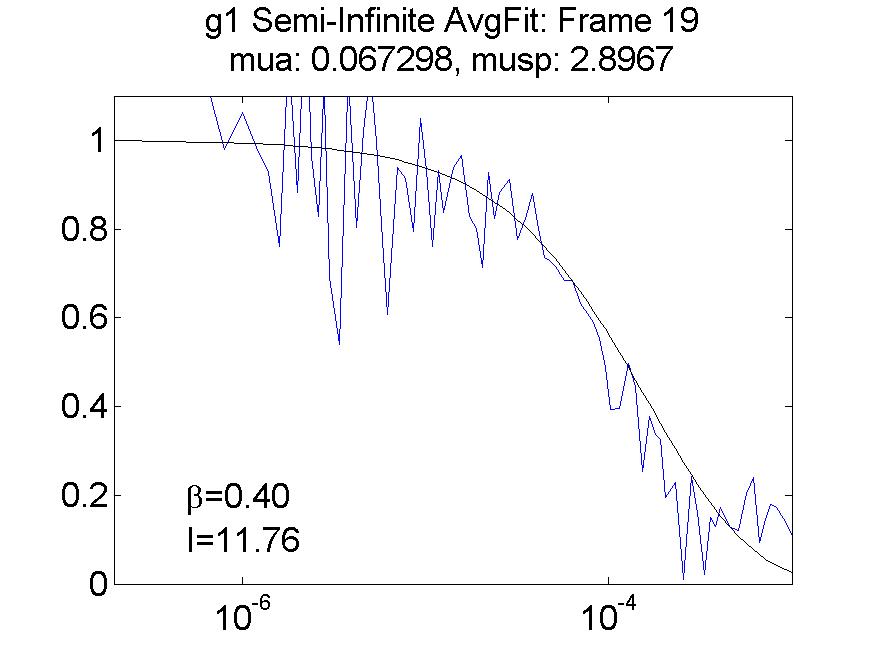 g1 Semi-Infinite AvgFit: Frame 19
mua: 0.067298, musp: 2.8967
1
0.8
0.6
0.4
0.2
0
β=0.40
I=11.76
10^-6
10^-4